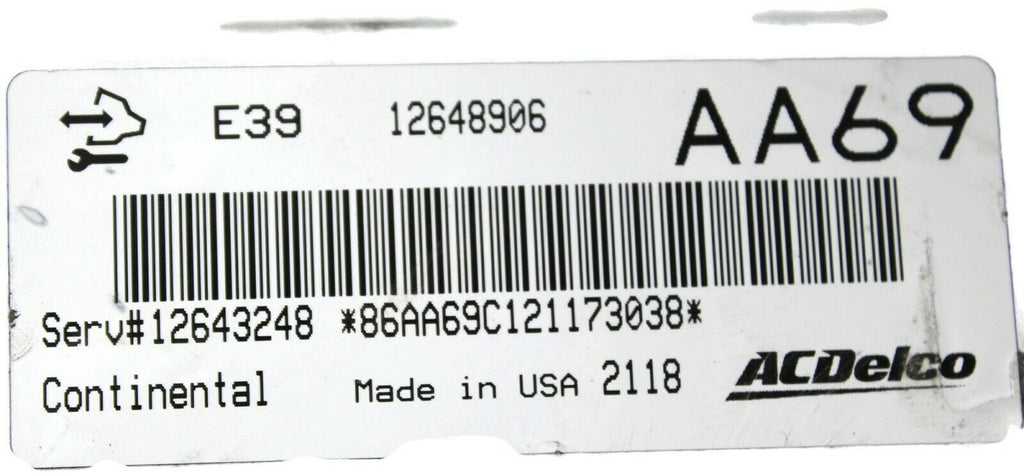 E39 12648906 AA69
Serv#12643248 *86AA69C121173038*
Continental Made in USA 2118 ACDelco